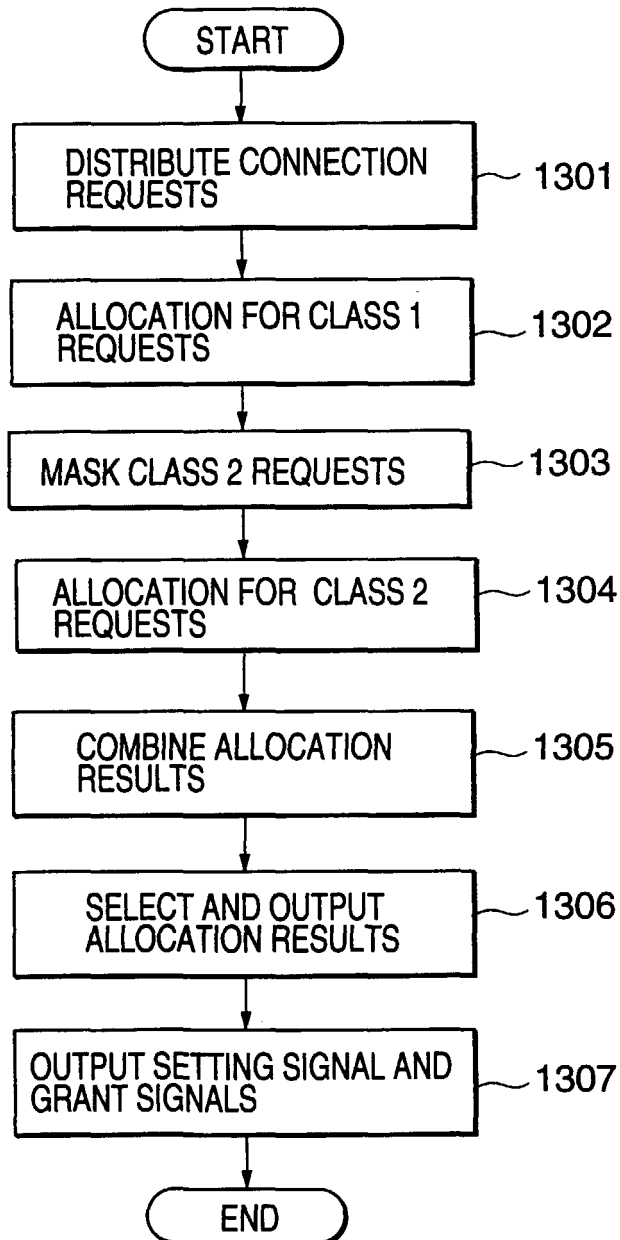 START
DISTRIBUTE CONNECTION
REQUESTS
1301
ALLOCATION FOR CLASS 1
REQUESTS
1302
MASK CLASS 2 REQUESTS
1303
ALLOCATION FOR CLASS 2
REQUESTS
1304
COMBINE ALLOCATION
RESULTS
1305
SELECT AND OUTPUT
ALLOCATION RESULTS
1306
OUTPUT SETTING SIGNAL AND
GRANT SIGNALS
1307
END